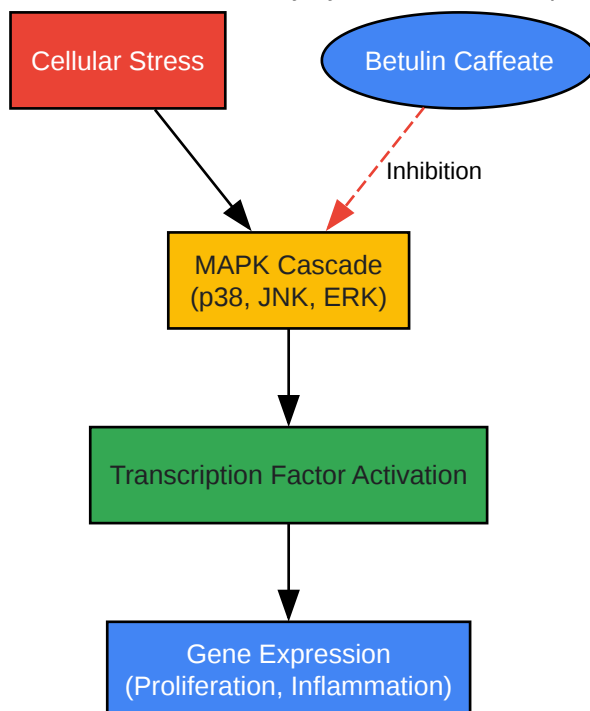 Cellular Stress
Betulin Caffeate
Inhibition
MAPK Cascade
(p38, JNK, ERK)
Transcription Factor Activation
Gene Expression
(Proliferation, Inflammation)